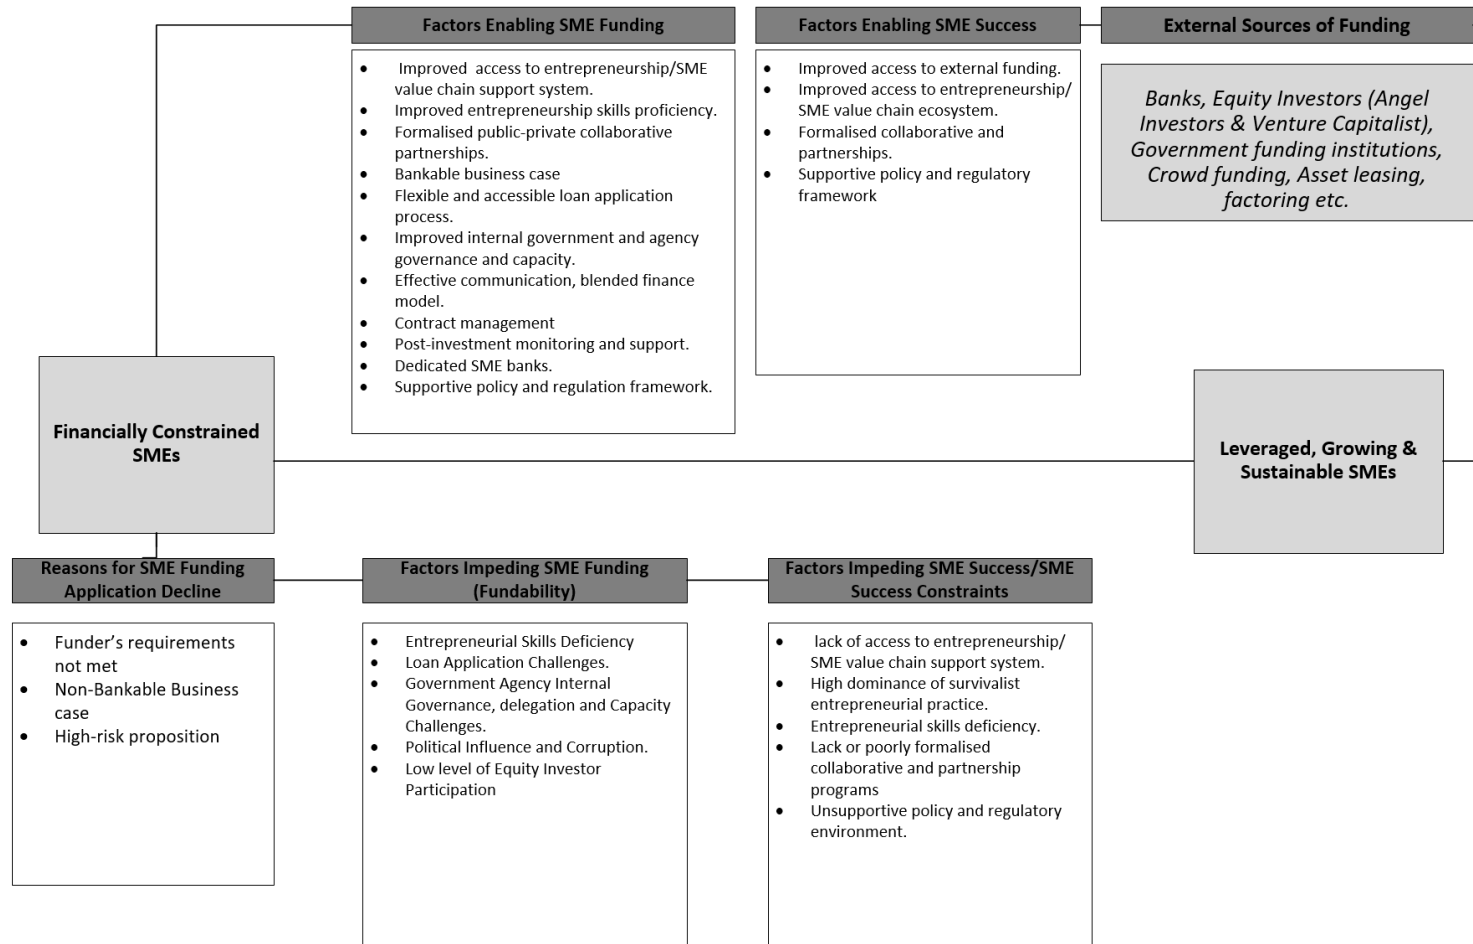 Factors Enabling SME Funding
• Improved access to entrepreneurship/SME
value chain support system.
• Improved entrepreneurship skills proficiency.
• Formalised public-private collaborative
partnerships.
• Bankable business case
• Flexible and accessible loan application
process.
• Improved internal government and agency
governance and capacity.
• Effective communication, blended finance
model.
• Contract management
• Post-investment monitoring and support.
• Dedicated SME banks.
• Supportive policy and regulation framework.
Factors Enabling SME Success
• Improved access to external funding.
• Improved access to entrepreneurship/
SME value chain ecosystem.
• Formalised collaborative and
partnerships.
• Supportive policy and regulatory
framework
External Sources of Funding
Banks, Equity Investors (Angel
Investors & Venture Capitalist),
Government funding institutions,
Crowd funding, Asset leasing,
factoring etc.
Financially Constrained
SMEs
Leveraged, Growing &
Sustainable SMEs
Reasons for SME Funding
Application Decline
• Funder’s requirements
not met
• Non-Bankable Business
case
• High-risk proposition
Factors Impeding SME Funding
(Fundability)
• Entrepreneurial Skills Deficiency
• Loan Application Challenges.
• Government Agency Internal
Governance, delegation and Capacity
Challenges.
• Political Influence and Corruption.
• Low level of Equity Investor
Participation
Factors Impeding SME Success/SME
Success Constraints
• lack of access to entrepreneurship/
SME value chain support system.
• High dominance of survivalist
entrepreneurial practice.
• Entrepreneurial skills deficiency.
• Lack or poorly formalised
collaborative and partnership
programs
• Unsupportive policy and regulatory
environment.